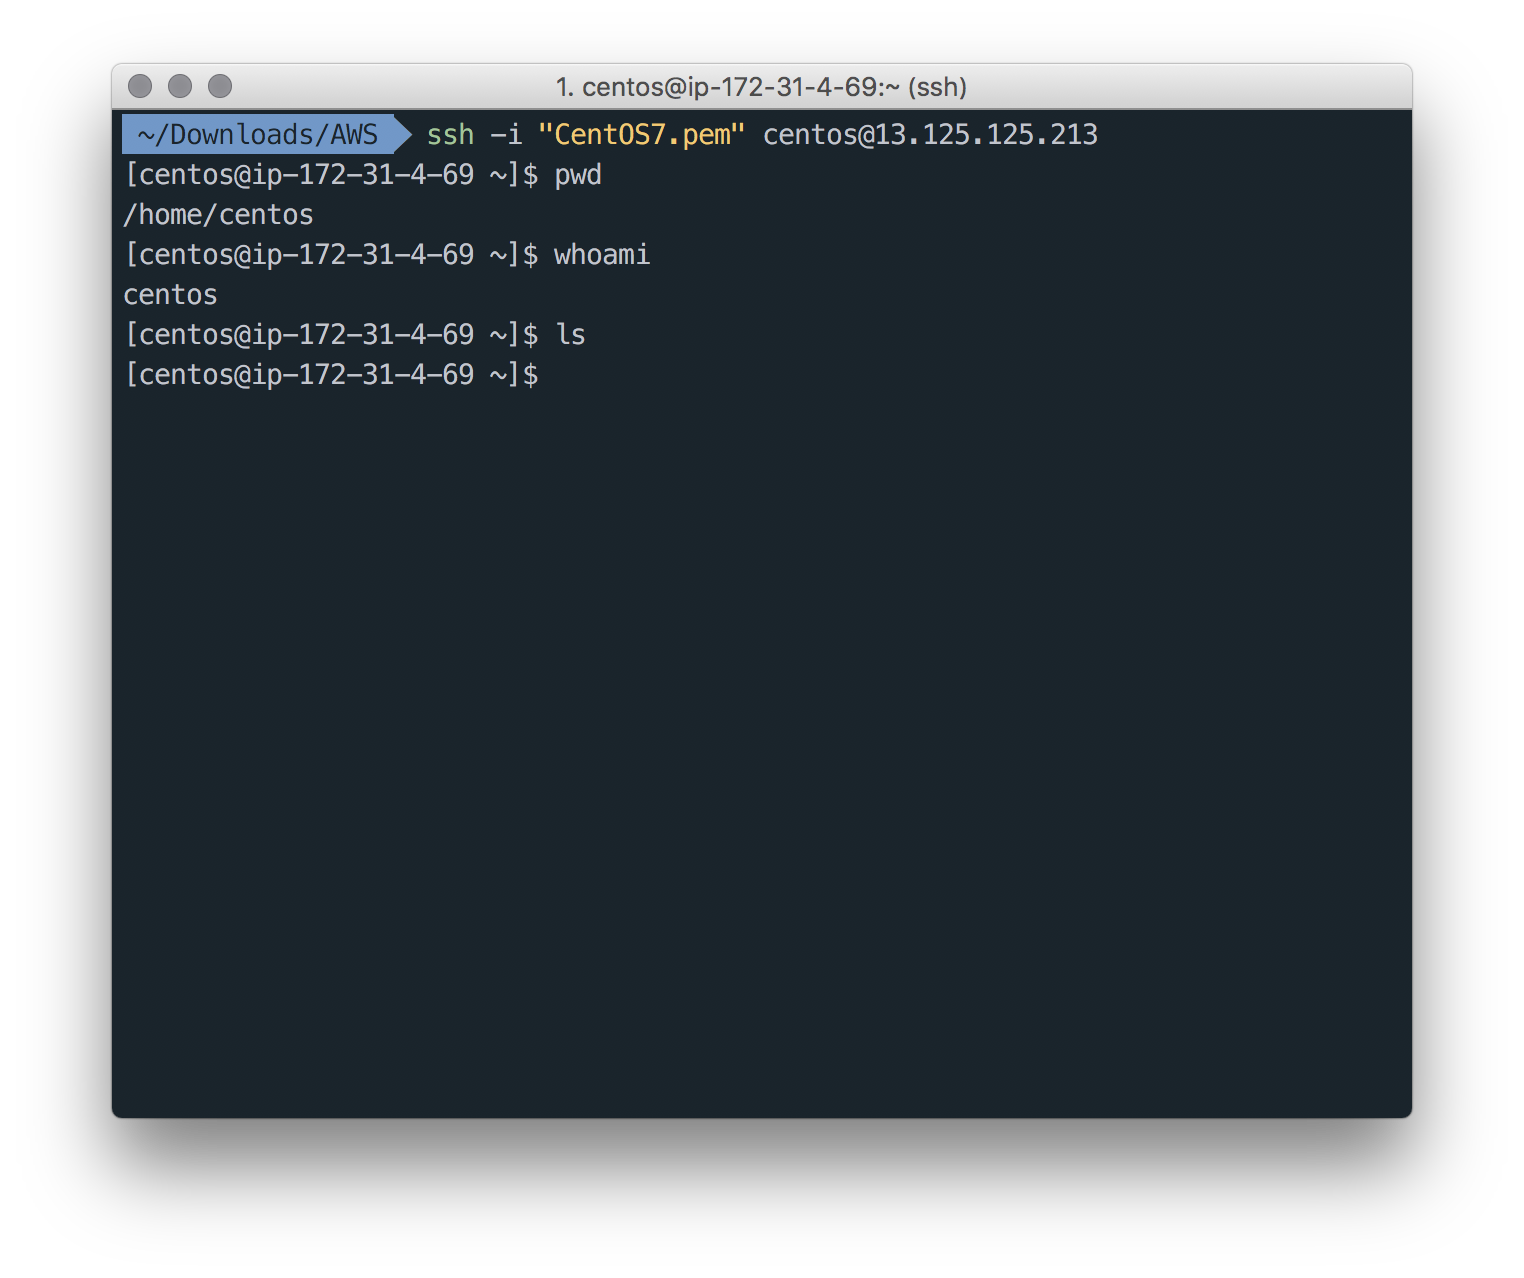 1. centos@ip-172-31-4-69:~ (ssh)
~/Downloads/AWS ssh -i "CentOS7.pem" centos@13.125.125.213
[centos@ip-172-31-4-69 ~]$ pwd
/home/centos
[centos@ip-172-31-4-69 ~]$ whoami
centos
[centos@ip-172-31-4-69 ~]$ ls
[centos@ip-172-31-4-69 ~]$